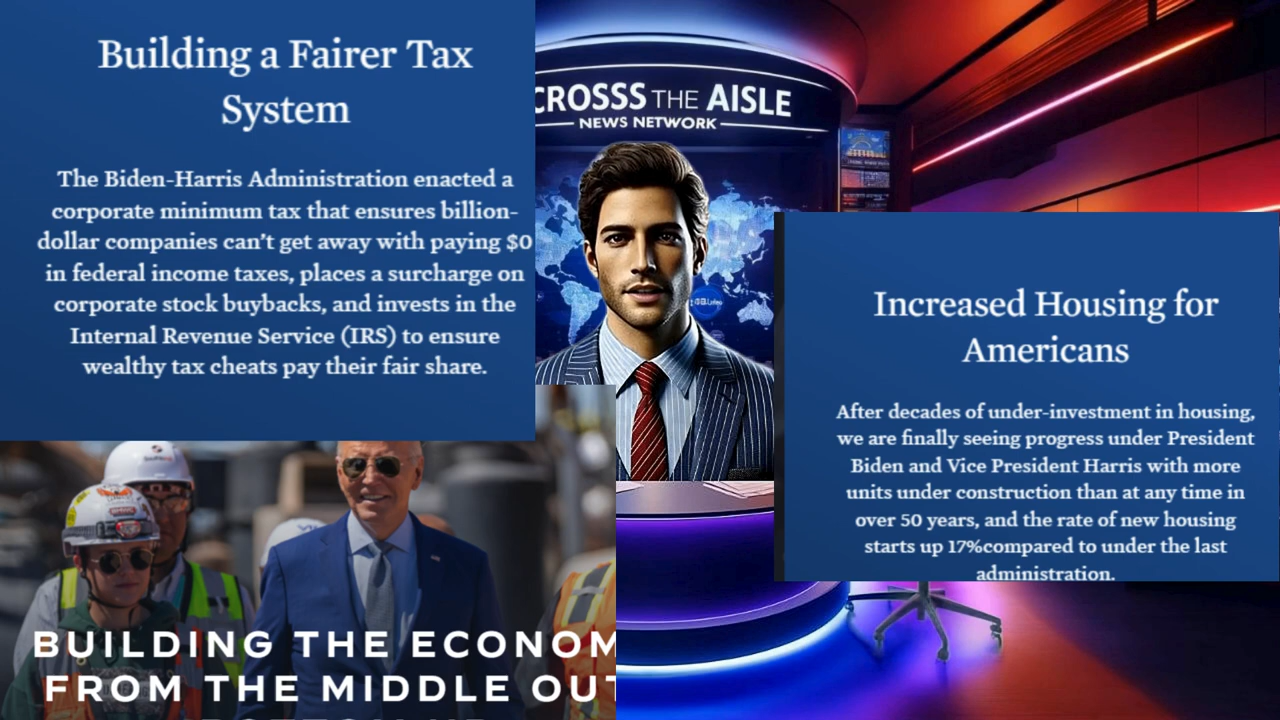 Building a Fairer Tax
System
The Biden-Harris Administration enacted a
corporate minimum tax that ensures billion-
dollar companies can't get away with paying $0
in federal income taxes, places a surcharge on
corporate stock buybacks, and invests in the
Internal Revenue Service (IRS) to ensure
wealthy tax cheats pay their fair share.
CROSSS THE AISLE
NEWS NETWORK
Increased Housing for
Americans
After decades of under-investment in housing,
we are finally seeing progress under President
Biden and Vice President Harris with more
units under construction than at any time in
over 50 years, and the rate of new housing
starts up 17%compared to under the last
administration.
BUILDING THE ECONOM
FROM THE MIDDLE OUT